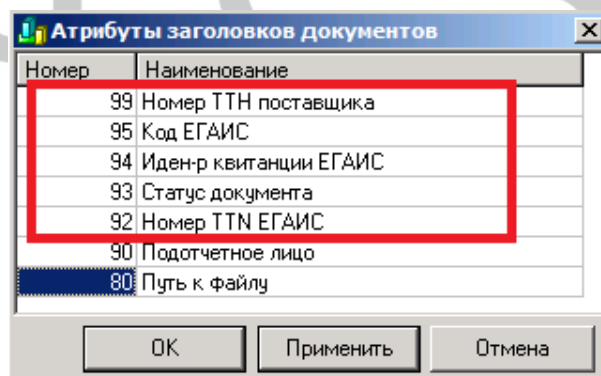 Атрибуты заголовков документов
Номер Наименование
99 Номер ТТН поставщика
95 Код ЕГАИС
94 Иден-р квитанции ЕГАИС
93 Статус документа
92 Номер TTN ЕГАИС
90 Подотчетное лицо
80 Путь к файлу
ОК Применить Отмена